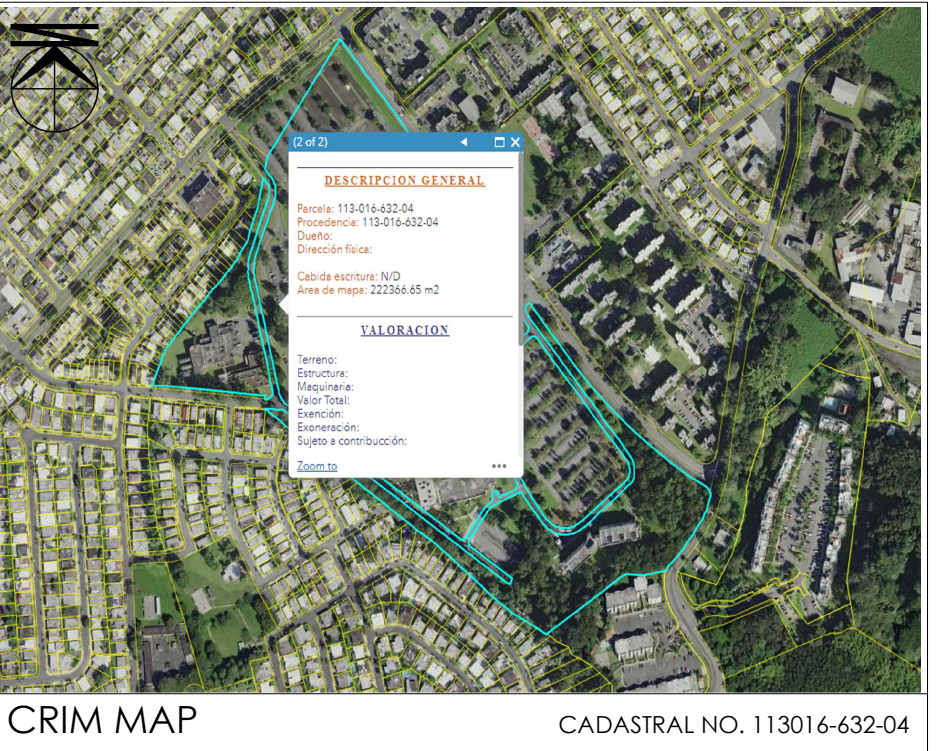 (2 of 2)
DESCRIPCION GENERAL
Parcela: 113-016-632-04
Procedencia: 113-016-632-04
Dueño:
Dirección física:
Cabida escritura: N/D
Area de mapa: 222366.65 m2
VALORACION
Terreno:
Estructura:
Maquinaria:
Valor Total:
Exención:
Exoneración:
Sujeto a contribucción:
Zoom to
CRIM MAP
CADASTRAL NO. 113016-632-04